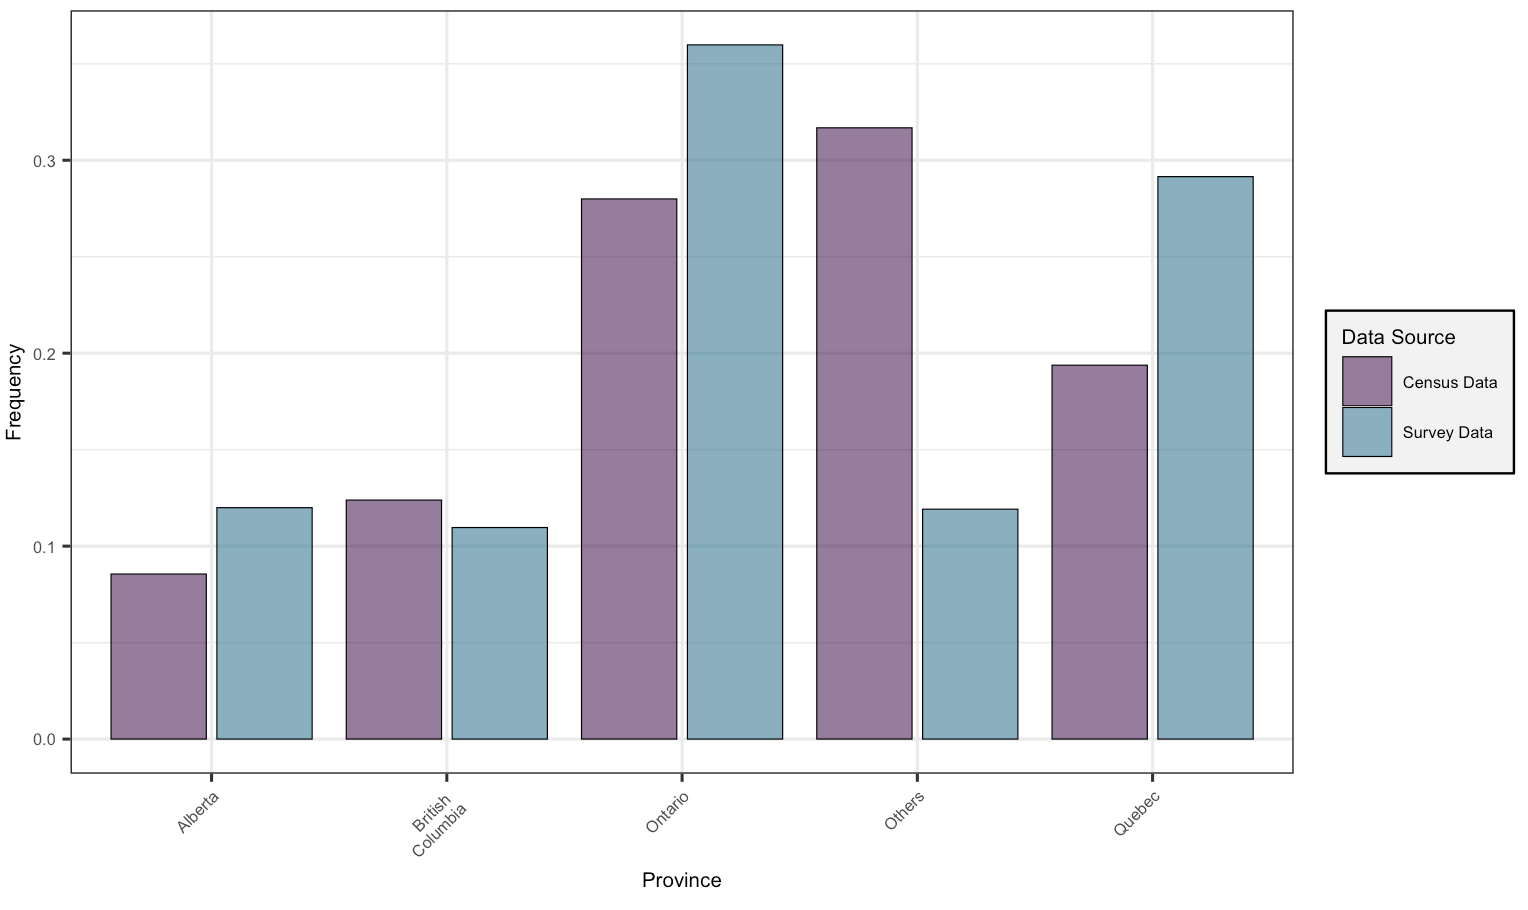 Frequency
0.3
0.2
0.1
0.0
Alberta
British
Columbia
Ontario
Others
Quebec
Province
Data Source
Census Data
Survey Data